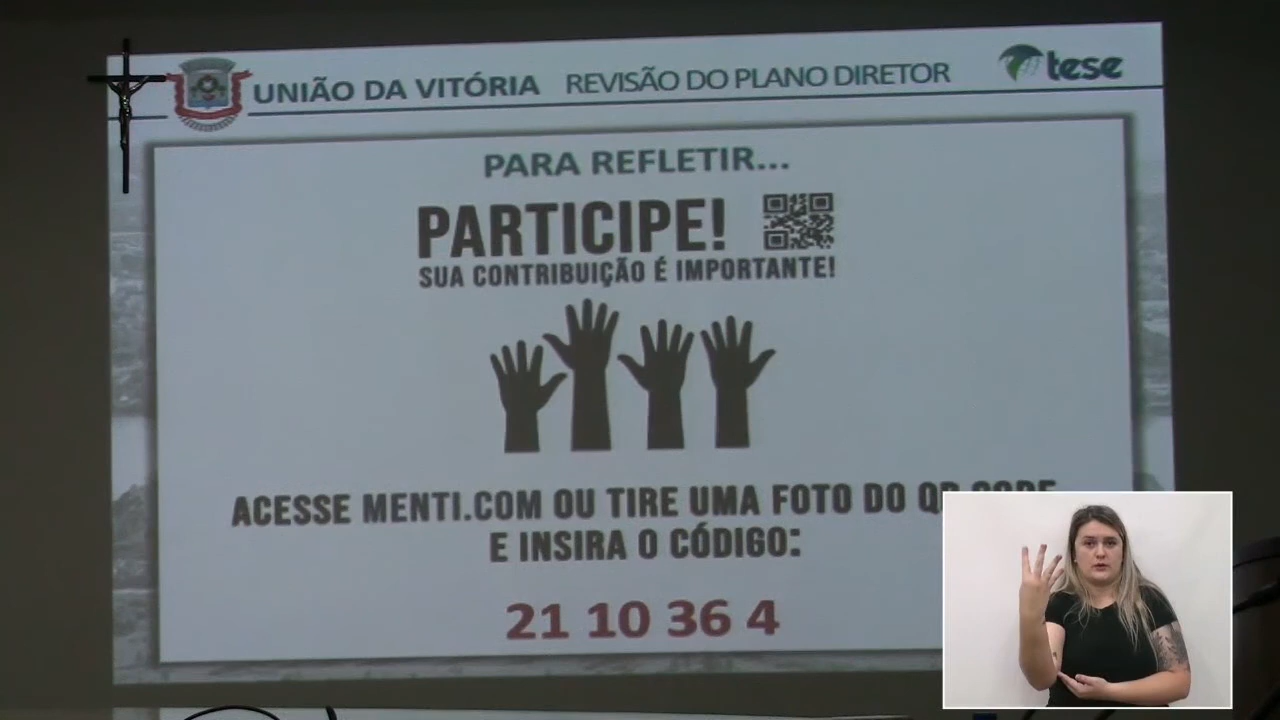 UNIÃO DA VITÓRIA REVISÃO DO PLANO DIRETOR
tese
PARA REFLETIR...
PARTICIPE!
SUA CONTRIBUIÇÃO É IMPORTANTE!
ACESSE MENTI.COM OU TIRE UMA FOTO DO QR CODE
E INSIRA O CÓDIGO:
21 10 36 4